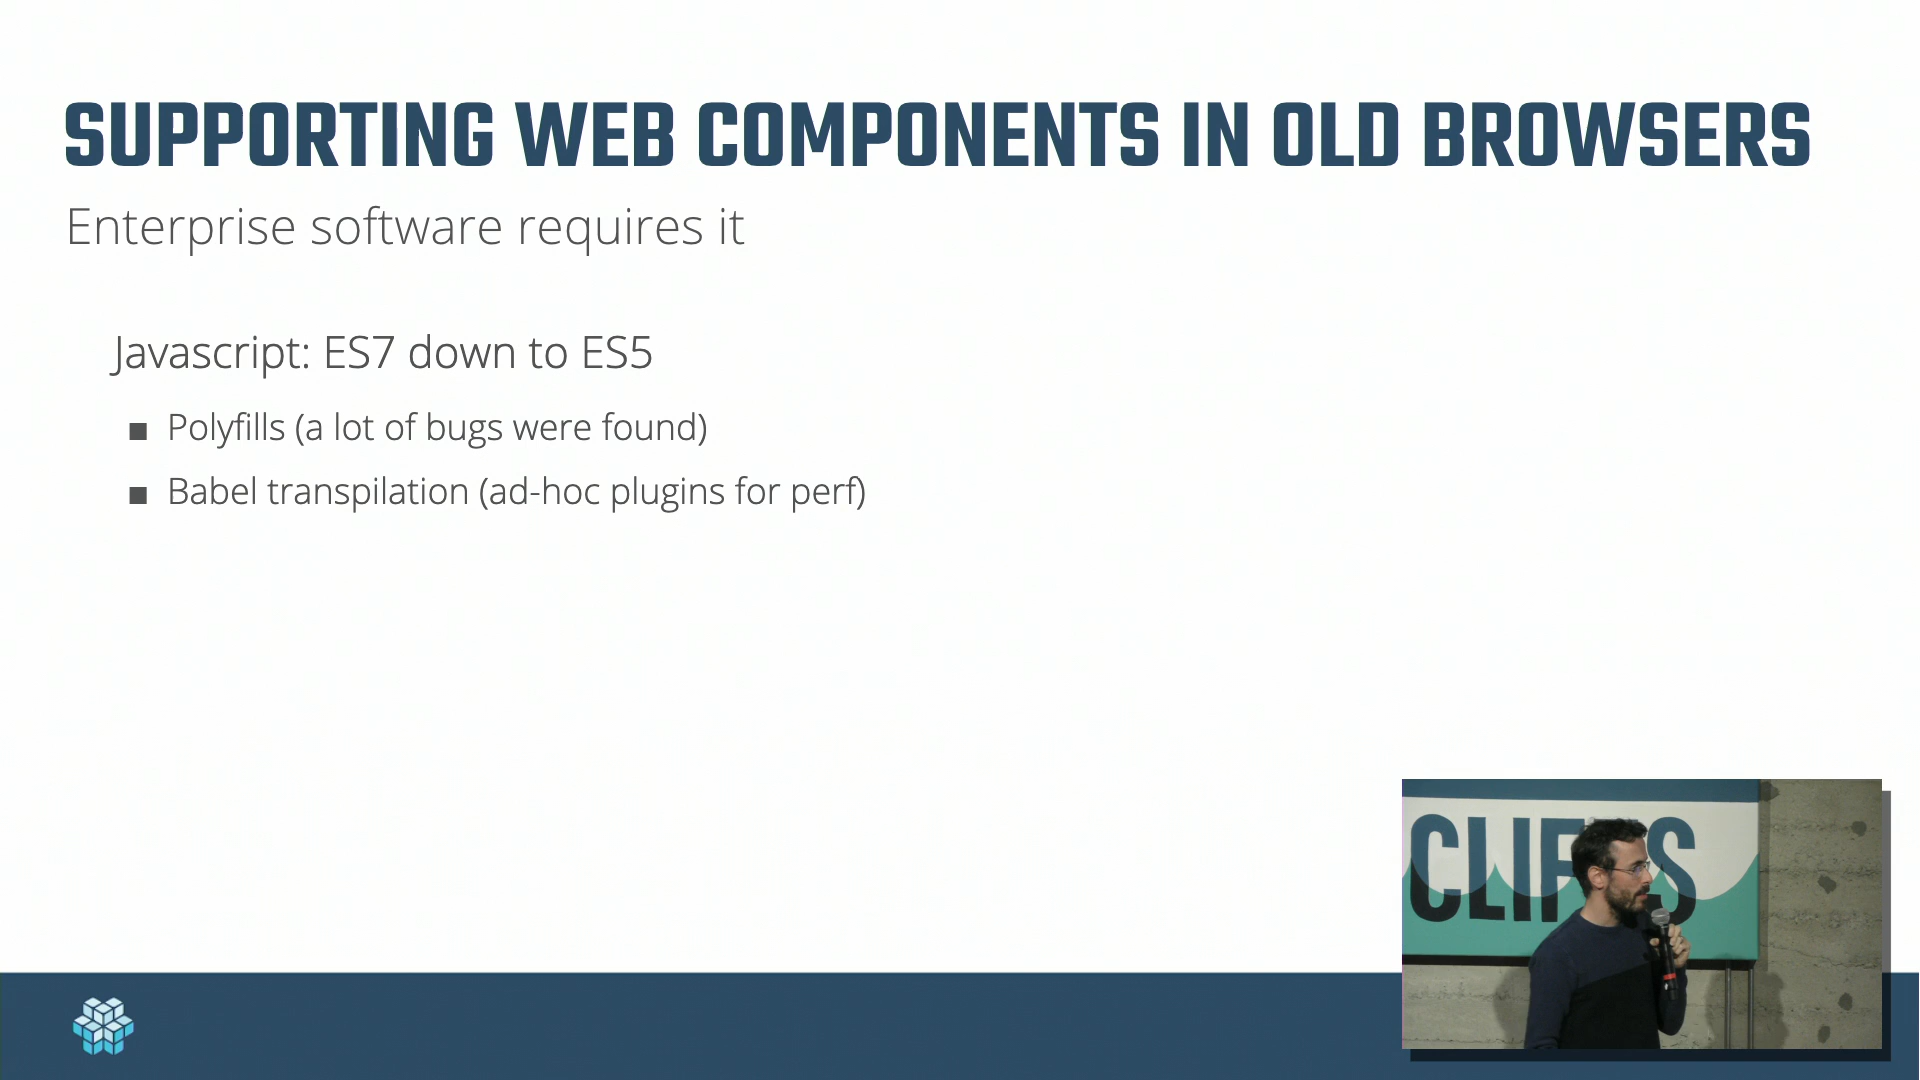 SUPPORTING WEB COMPONENTS IN OLD BROWSERS
Enterprise software requires it
Javascript: ES7 down to ES5
■ Polyfills (a lot of bugs were found)
■ Babel transpilation (ad-hoc plugins for perf)